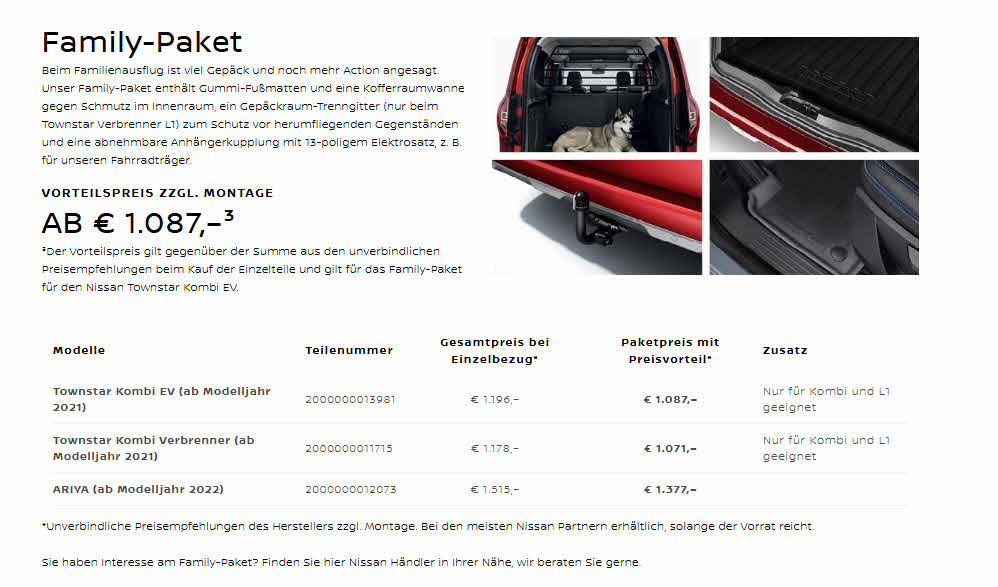 Family-Paket
Beim Familienausflug ist viel Gepäck und noch mehr Action angesagt.
Unser Family-Paket enthält Gummi-Fußmatten und eine Kofferraumwanne
gegen Schmutz im Innenraum, ein Gepäckraum-Trenngitter (nur beim
Townstar Verbrenner L1) zum Schutz vor herumfliegenden Gegenständen
und eine abnehmbare Anhängerkupplung mit 13-poligem Elektrosatz, z. B.
für unseren Fahrradträger.
VORTEILSPREIS ZZGL. MONTAGE
AB € 1.087,–³
³Der Vorteilspreis gilt gegenüber der Summe aus den unverbindlichen
Preisempfehlungen beim Kauf der Einzelteile und gilt für das Family-Paket
für den Nissan Townstar Kombi EV.
Modelle Teilenummer Gesamtpreis bei Einzelbezug* Paketpreis mit Preisvorteil* Zusatz
Townstar Kombi EV (ab Modelljahr 2021) 2000000013981 € 1.196,– € 1.087,– Nur für Kombi und L1 geeignet
Townstar Kombi Verbrenner (ab Modelljahr 2021) 2000000011715 € 1.178,– € 1.071,– Nur für Kombi und L1 geeignet
ARIYA (ab Modelljahr 2022) 2000000012073 € 1.515,– € 1.377,–
*Unverbindliche Preisempfehlungen des Herstellers zzgl. Montage. Bei den meisten Nissan Partnern erhältlich, solange der Vorrat reicht.
Sie haben Interesse am Family-Paket? Finden Sie hier Nissan Händler in Ihrer Nähe, wir beraten Sie gerne.